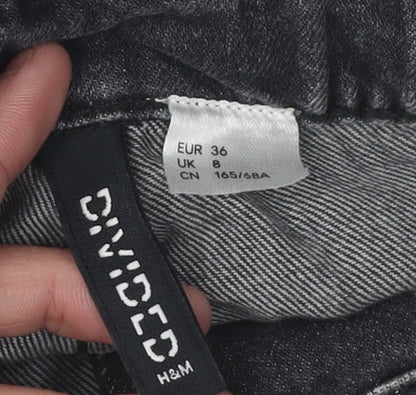 EUR 36
UK 8
CN 165/68A
DIVIDED
H&M